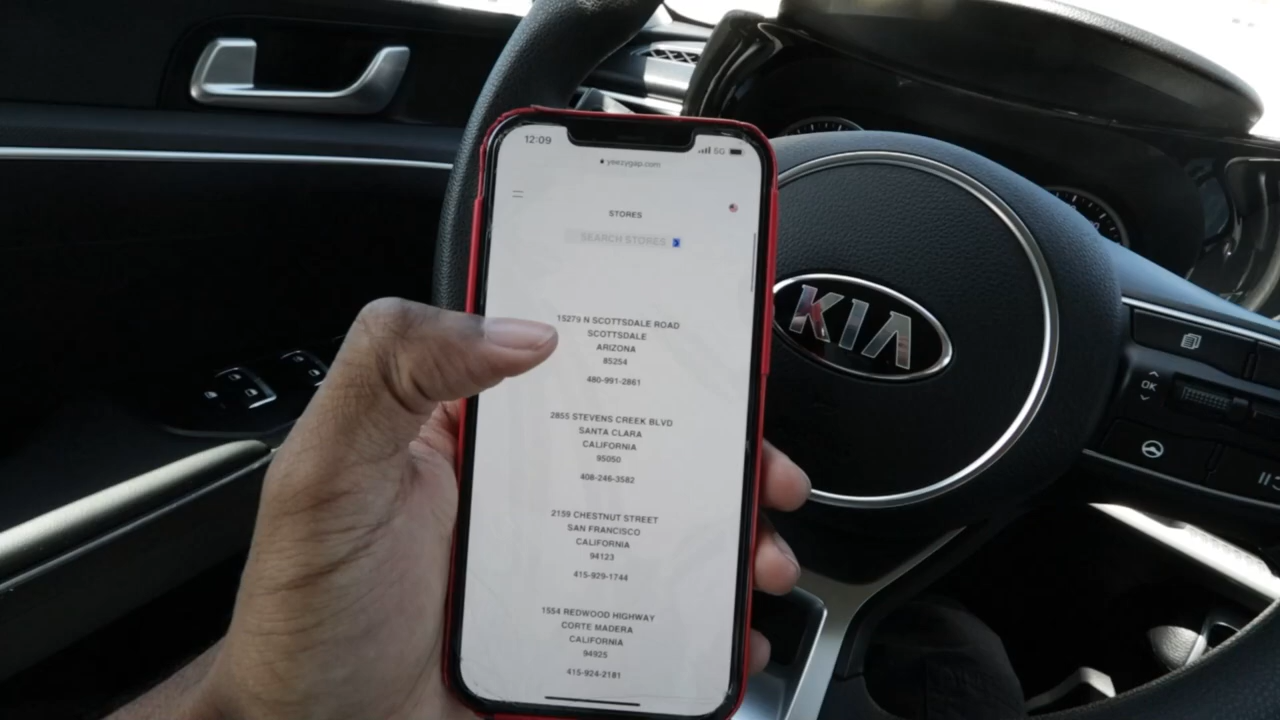 12:09
5G
yeezygap.com
STORES
SEARCH STORES
15279 N SCOTTSDALE ROAD
SCOTTSDALE
ARIZONA
85254
480-991-2861
2855 STEVENS CREEK BLVD
SANTA CLARA
CALIFORNIA
95050
408-246-3582
2159 CHESTNUT STREET
SAN FRANCISCO
CALIFORNIA
94123
415-929-1744
1554 REDWOOD HIGHWAY
CORTE MADERA
CALIFORNIA
94925
415-924-2181
KIA
OK